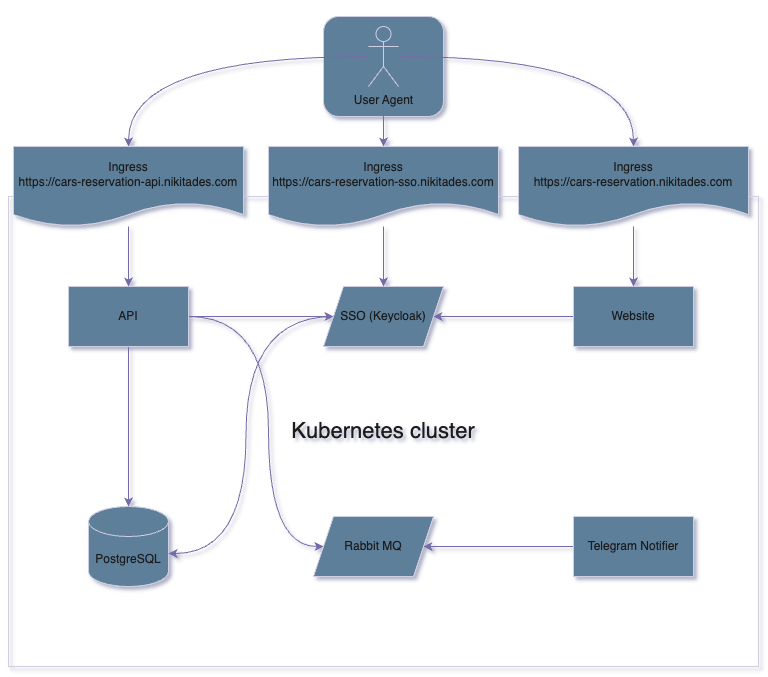 User Agent
Ingress
https://cars-reservation-api.nikitades.com
Ingress
https://cars-reservation-sso.nikitades.com
Ingress
https://cars-reservation.nikitades.com
API
SSO (Keycloak)
Website
Kubernetes cluster
PostgreSQL
Rabbit MQ
Telegram Notifier